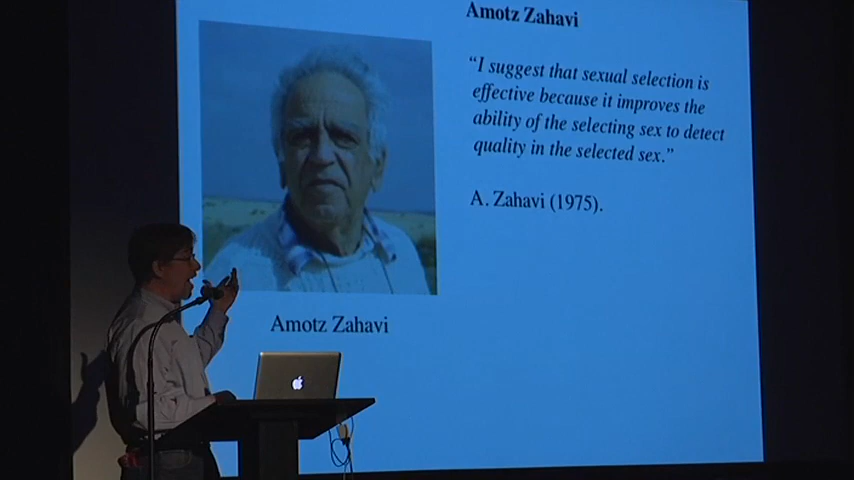 Amotz Zahavi
“I suggest that sexual selection is
effective because it improves the
ability of the selecting sex to detect
quality in the selected sex.”
A. Zahavi (1975).
Amotz Zahavi